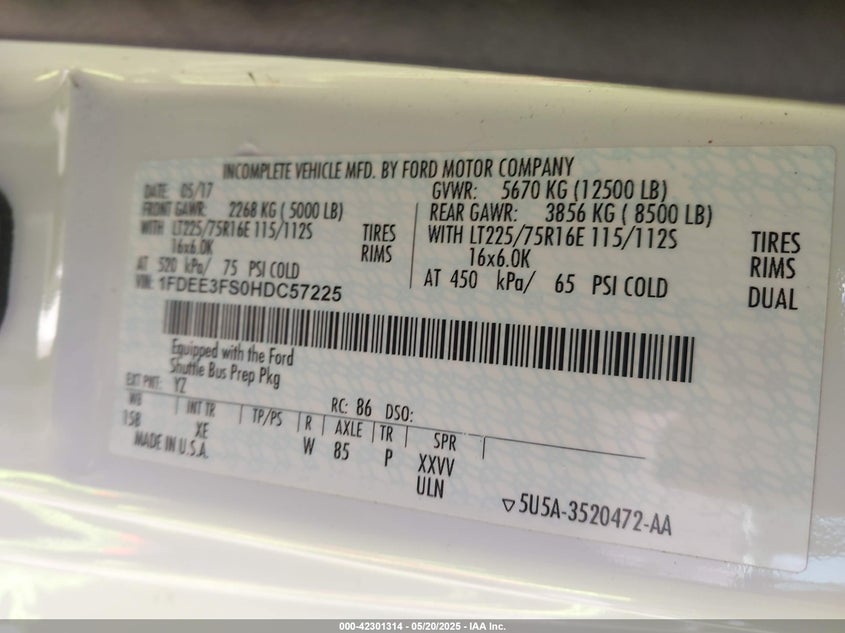 INCOMPLETE VEHICLE MFD. BY FORD MOTOR COMPANY
DATE: 05/17 GVWR: 5670 KG (12500 LB)
FRONT GAWR: 2268 KG ( 5000 LB) REAR GAWR: 3856 KG ( 8500 LB)
WITH LT225/75R16E 115/112S TIRES WITH LT225/75R16E 115/112S TIRES
16x6.0K RIMS 16x6.0K RIMS
AT 520 kPa/ 75 PSI COLD AT 450 kPa/ 65 PSI COLD DUAL
VIN: 1FDEE3FS0HDC57225
Equipped with the Ford
Shuttle Bus Prep Pkg
EXT PNT: YZ RC: 86 DSO:
WB INT TR TP/PS R AXLE TR SPR
158 XE W 85 P XXVV
MADE IN U.S.A. ULN
▽5U5A-3520472-AA
000-42301314 - 05/20/2025 - IAA Inc.